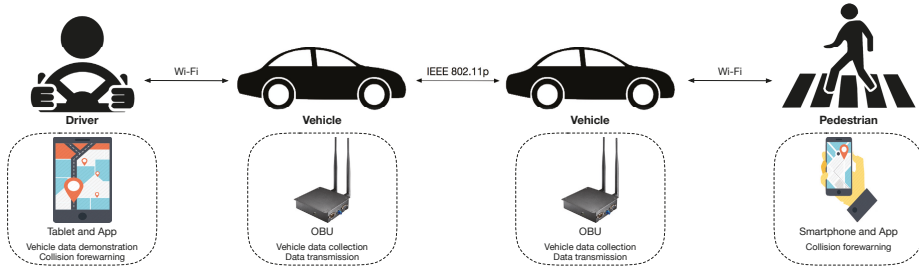 Wi-Fi
IEEE 802.11p
Wi-Fi
Driver
Vehicle
Vehicle
Pedestrian
Tablet and App
Vehicle data demonstration
Collision forewarning
OBU
Vehicle data collection
Data transmission
OBU
Vehicle data collection
Data transmission
Smartphone and App
Collision forewarning